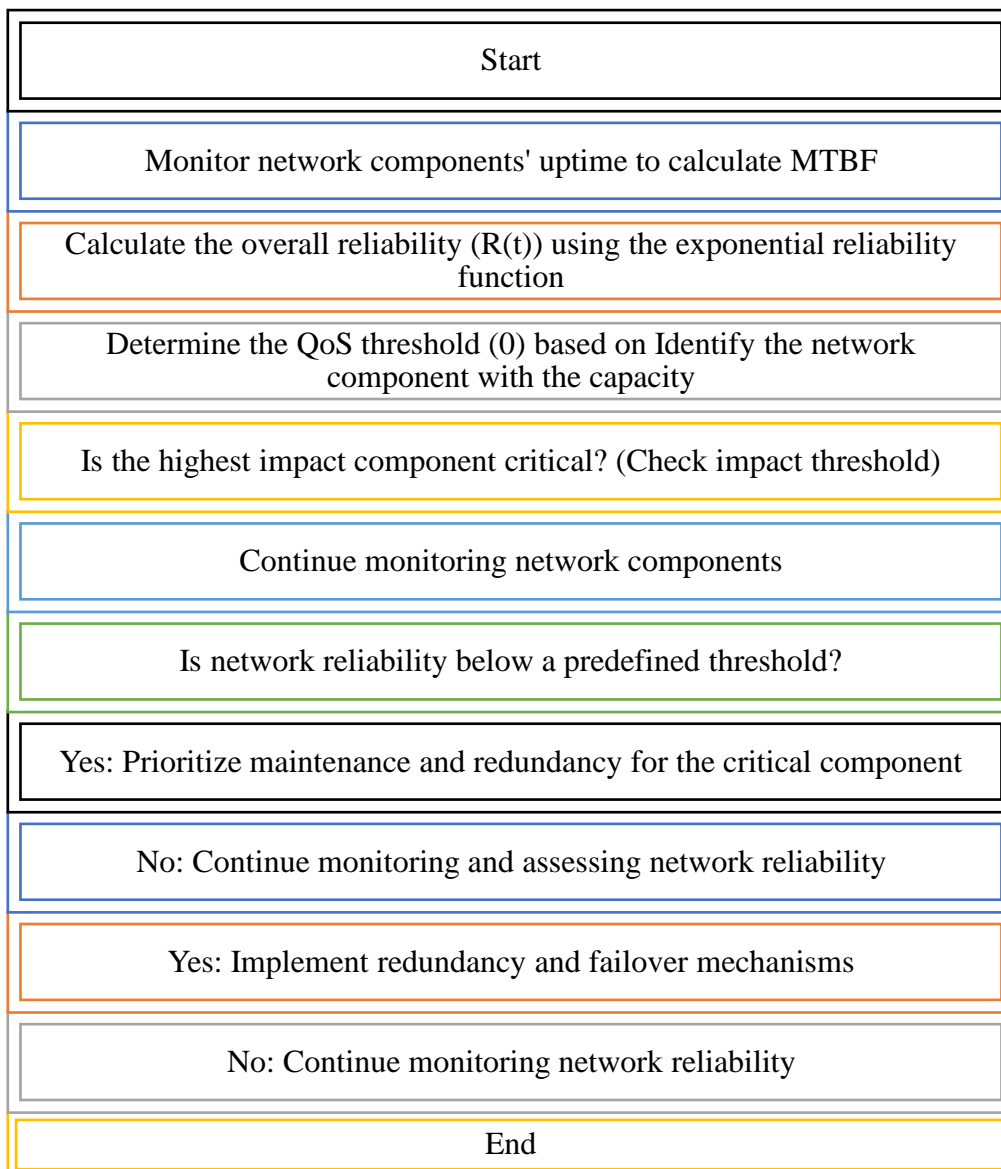 Start
Monitor network components' uptime to calculate MTBF
Calculate the overall reliability (R(t)) using the exponential reliability
function
Determine the QoS threshold (0) based on Identify the network
component with the capacity
Is the highest impact component critical? (Check impact threshold)
Continue monitoring network components
Is network reliability below a predefined threshold?
Yes: Prioritize maintenance and redundancy for the critical component
No: Continue monitoring and assessing network reliability
Yes: Implement redundancy and failover mechanisms
No: Continue monitoring network reliability
End